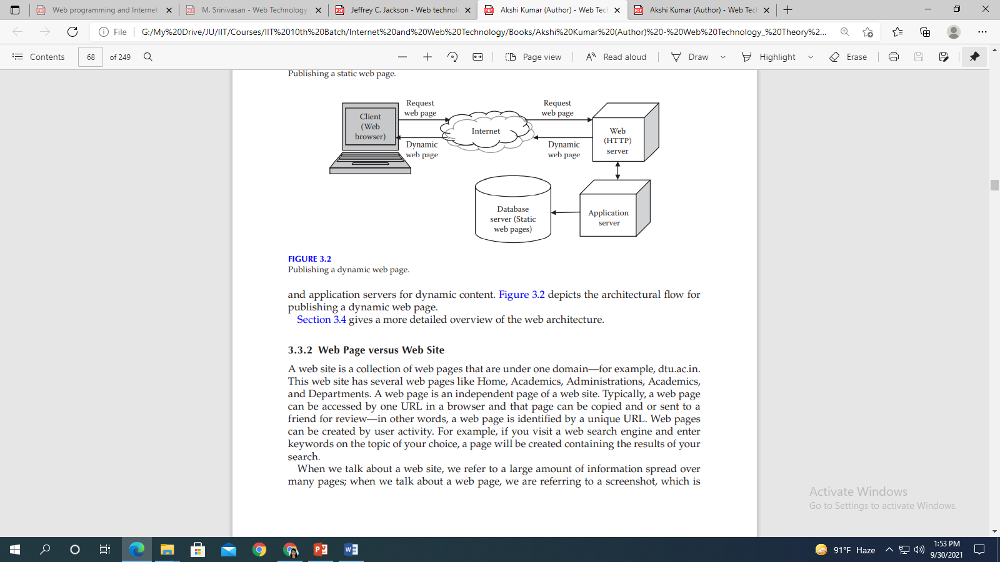 Web programming and Internet
M. Srinivasan - Web Technology
Jeffrey C. Jackson - Web technol
Akshi Kumar (Author) - Web Tec
Akshi Kumar (Author) - Web Tec
File
G:/My%20Drive/JU/IIT/Courses/IIT%2010th%20Batch/Internet%20and%20Web%20Technology/Books/Akshi%20Kumar%20(Author)%20-%20Web%20Technology_%20Theory%2...
Contents
68
of 249
Page view
Read aloud
Draw
Highlight
Erase
Publishing a static web page.
Client
(Web
browser)
Request
web page
Internet
Request
web page
Web
(HTTP)
server
Dynamic
web page
Dynamic
web page
Database
server (Static
web pages)
Application
server
FIGURE 3.2
Publishing a dynamic web page.
and application servers for dynamic content. Figure 3.2 depicts the architectural flow for
publishing a dynamic web page.
Section 3.4 gives a more detailed overview of the web architecture.
3.3.2 Web Page versus Web Site
A web site is a collection of web pages that are under one domain—for example, dtu.ac.in.
This web site has several web pages like Home, Academics, Administrations, Academics,
and Departments. A web page is an independent page of a web site. Typically, a web page
can be accessed by one URL in a browser and that page can be copied and or sent to a
friend for review—in other words, a web page is identified by a unique URL. Web pages
can be created by user activity. For example, if you visit a web search engine and enter
keywords on the topic of your choice, a page will be created containing the results of your
search.
When we talk about a web site, we refer to a large amount of information spread over
many pages; when we talk about a web page, we are referring to a screenshot, which is
Activate Windows
Go to Settings to activate Windows.
91°F Haze
1:53 PM
9/30/2021